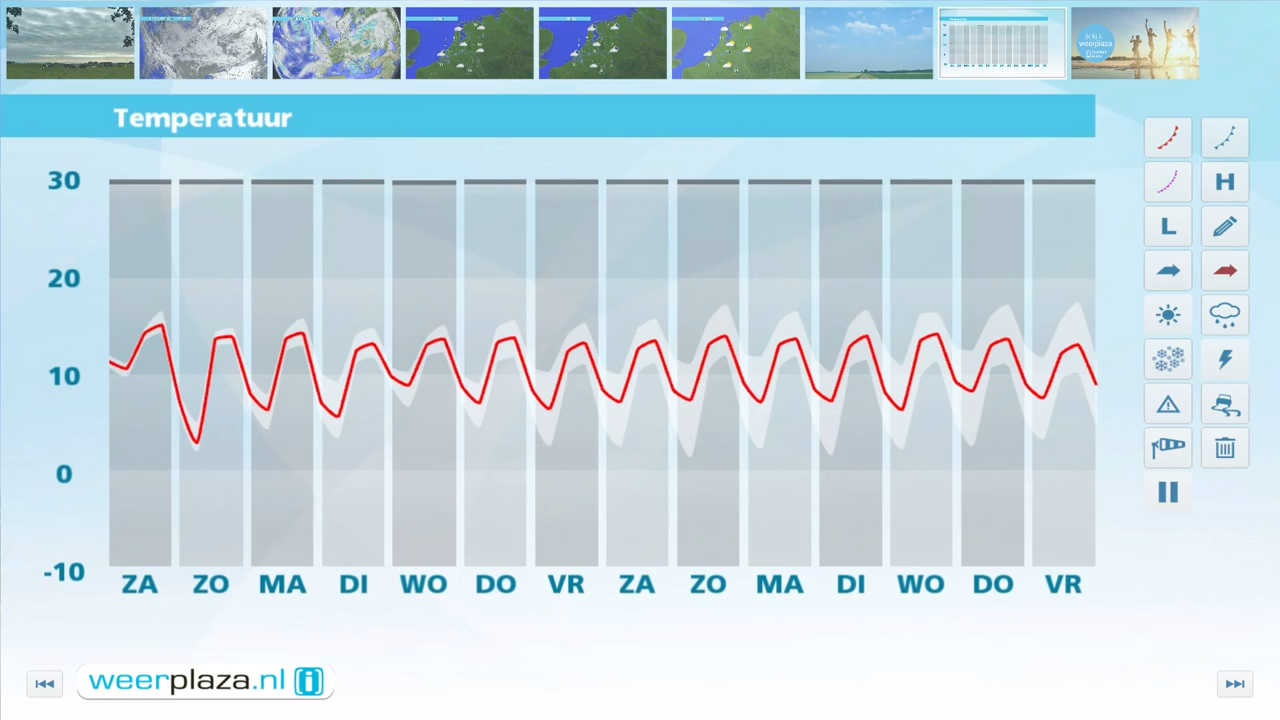 weerplaza
Temperatuur
30
20
10
0
-10
ZA ZO MA DI WO DO VR ZA ZO MA DI WO DO VR
H
L
weerplaza.nl i